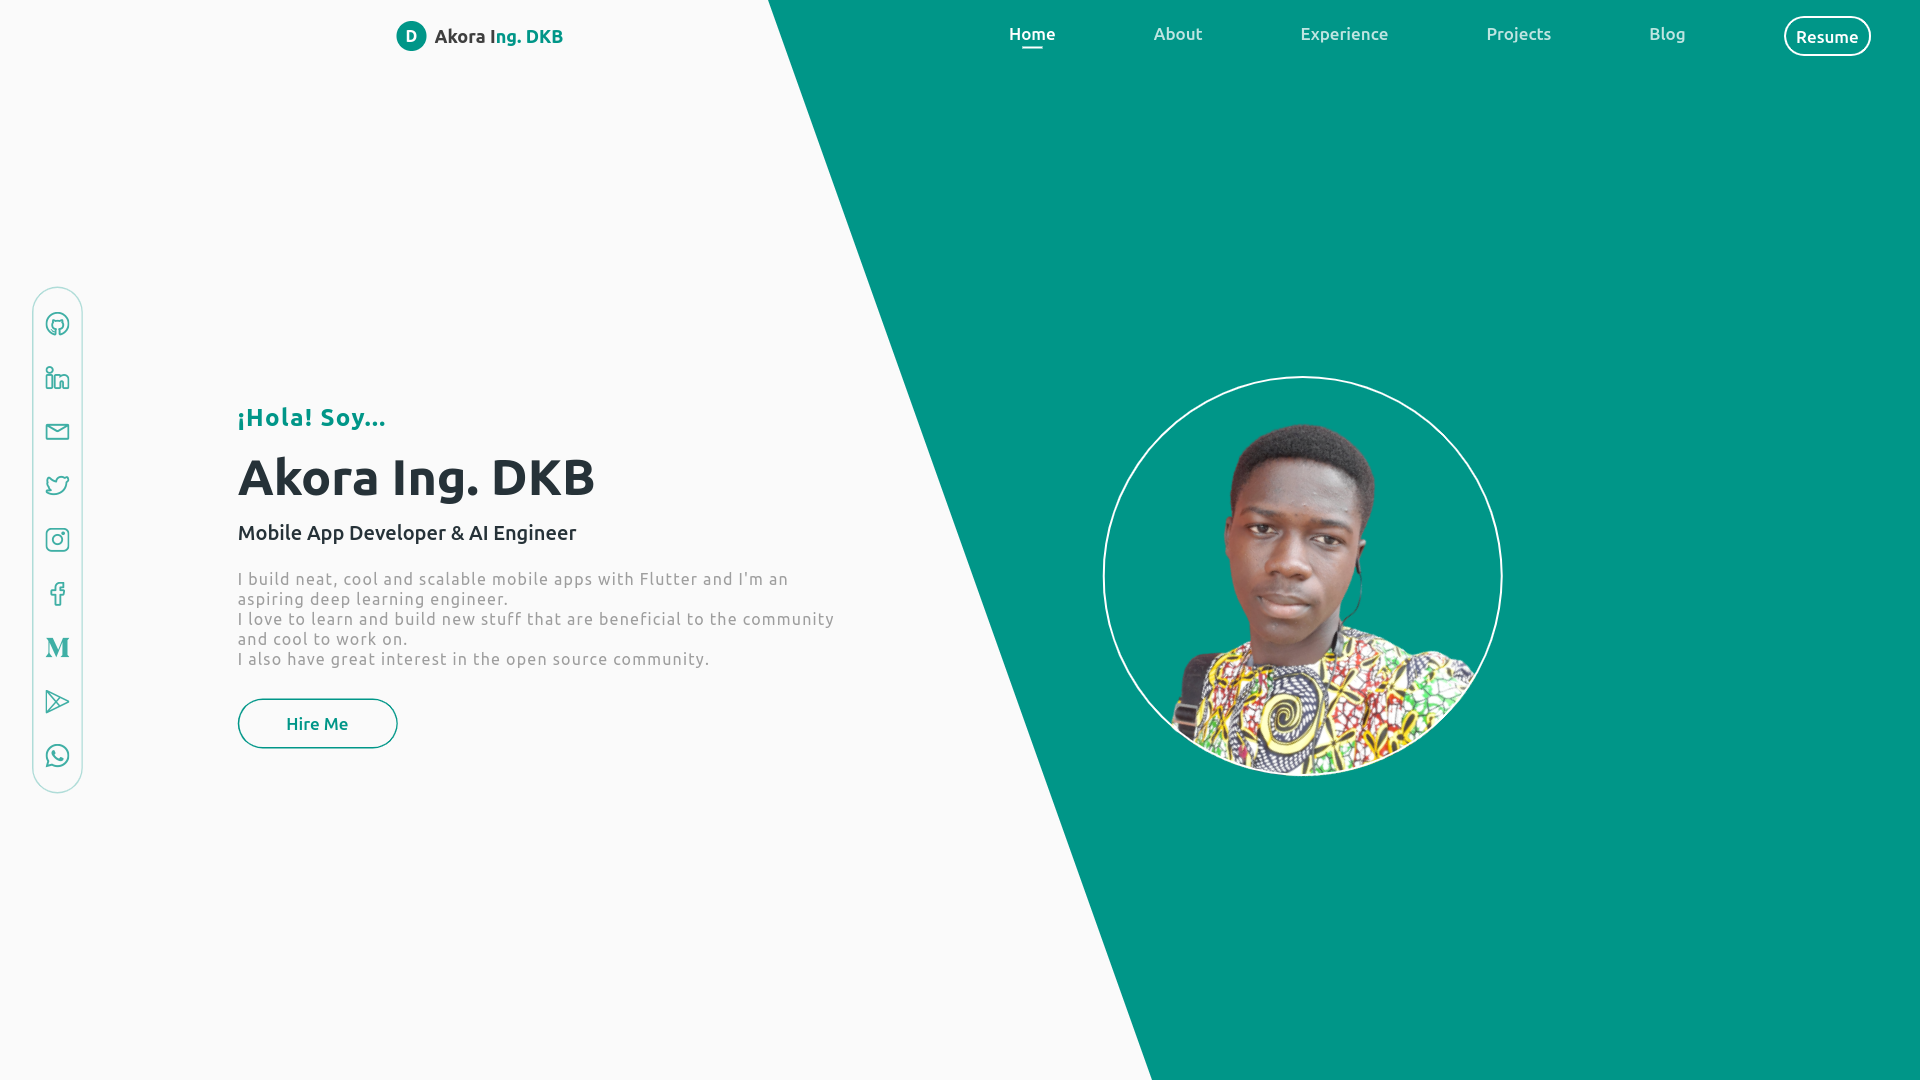 D Akora Ing. DKB
Home About Experience Projects Blog Resume
¡Hola! Soy...
Akora Ing. DKB
Mobile App Developer & AI Engineer
I build neat, cool and scalable mobile apps with Flutter and I'm an
aspiring deep learning engineer.
I love to learn and build new stuff that are beneficial to the community
and cool to work on.
I also have great interest in the open source community.
Hire Me